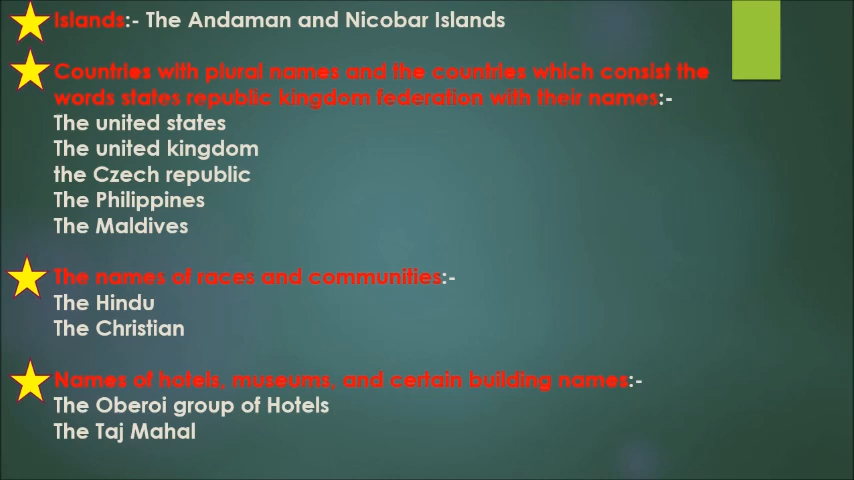 Islands:- The Andaman and Nicobar Islands
Countries with plural names and the countries which consist the
words states republic kingdom federation with their names:-
The united states
The united kingdom
the Czech republic
The Philippines
The Maldives
The names of races and communities:-
The Hindu
The Christian
Names of hotels, museums, and certain building names:-
The Oberoi group of Hotels
The Taj Mahal